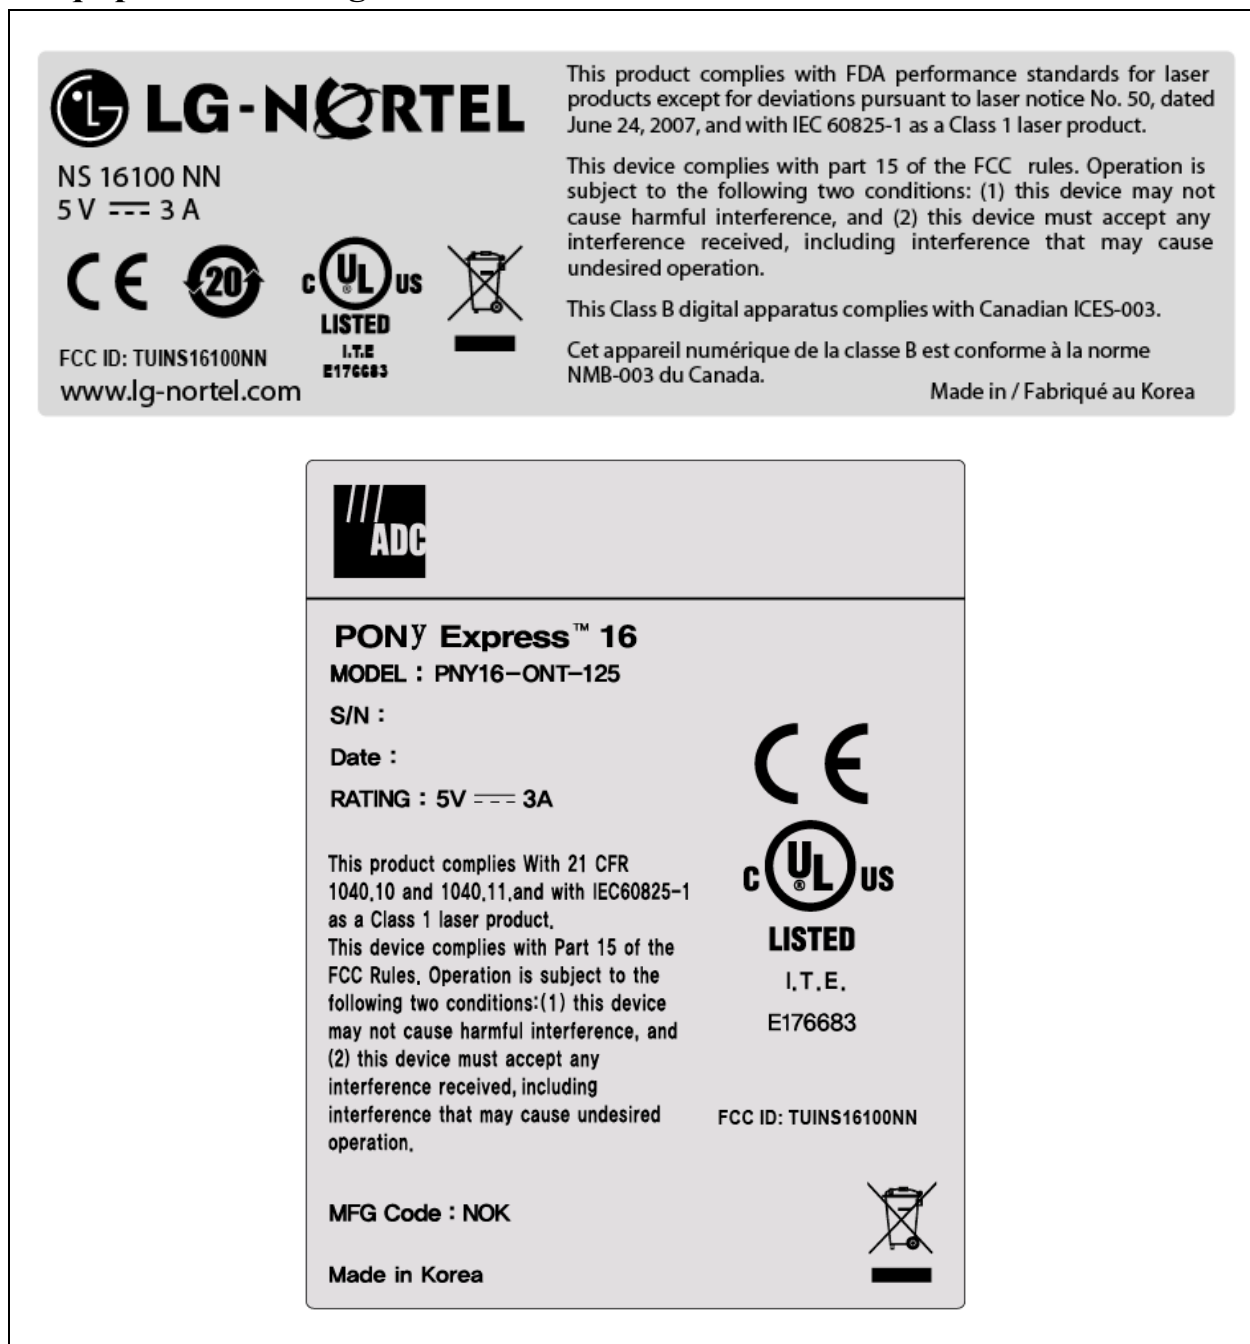 LG-NORTEL
NS 16100 NN
5 V 3 A
CE 20 C UL ® US
LISTED
I.T.E
E176683
FCC ID: TUINS16100NN
www.lg-nortel.com
This product complies with FDA performance standards for laser
products except for deviations pursuant to laser notice No. 50, dated
June 24, 2007, and with IEC 60825-1 as a Class 1 laser product.
This device complies with part 15 of the FCC rules. Operation is
subject to the following two conditions: (1) this device may not
cause harmful interference, and (2) this device must accept any
interference received, including interference that may cause
undesired operation.
This Class B digital apparatus complies with Canadian ICES-003.
Cet appareil numérique de la classe B est conforme à la norme
NMB-003 du Canada.
Made in / Fabriqué au Korea
ADC
PONy Express™ 16
MODEL : PNY16-ONT-125
S/N :
Date :
RATING : 5V 3A
This product complies With 21 CFR
1040.10 and 1040.11.and with IEC60825-1
as a Class 1 laser product.
This device complies with Part 15 of the
FCC Rules. Operation is subject to the
following two conditions:(1) this device
may not cause harmful interference, and
(2) this device must accept any
interference received, including
interference that may cause undesired
operation.
MFG Code : NOK
Made in Korea
CE
C UL ® US
LISTED
I.T.E.
E176683
FCC ID: TUINS16100NN